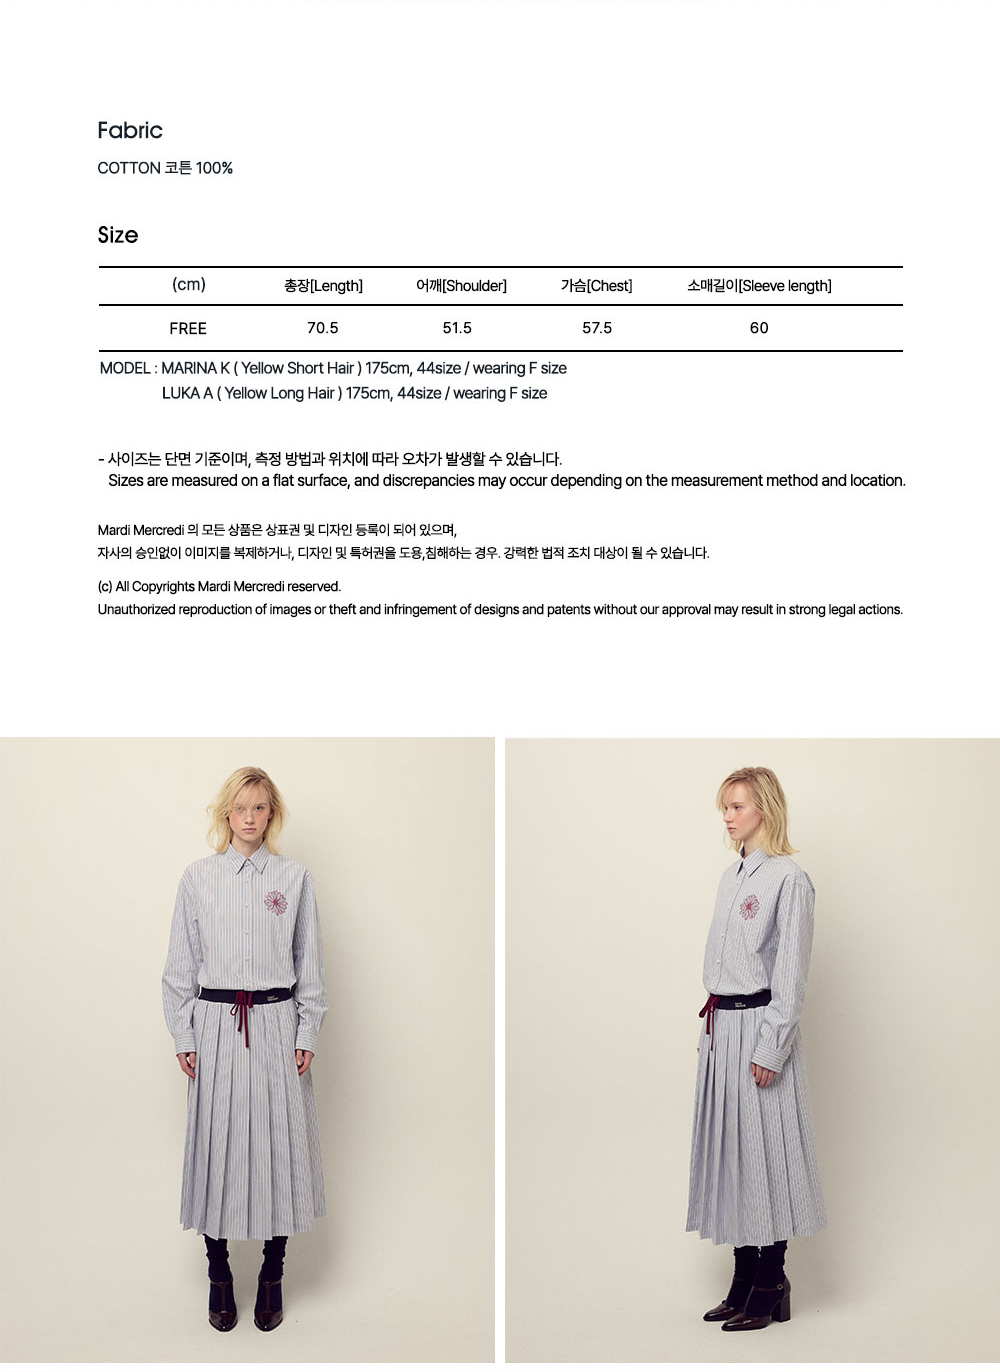 Fabric
COTTON 코튼 100%
Size
(cm) 총장[Length] 어깨[Shoulder] 가슴[Chest] 소매길이[Sleeve length]
FREE 70.5 51.5 57.5 60
MODEL : MARINA K ( Yellow Short Hair ) 175cm, 44size / wearing F size
LUKA A ( Yellow Long Hair ) 175cm, 44size / wearing F size
- 사이즈는 단면 기준이며, 측정 방법과 위치에 따라 오차가 발생할 수 있습니다.
Sizes are measured on a flat surface, and discrepancies may occur depending on the measurement method and location.
Mardi Mercredi 의 모든 상품은 상표권 및 디자인 등록이 되어 있으며,
자사의 승인없이 이미지를 복제하거나, 디자인 및 특허권을 도용,침해하는 경우. 강력한 법적 조치 대상이 될 수 있습니다.
(c) All Copyrights Mardi Mercredi reserved.
Unauthorized reproduction of images or theft and infringement of designs and patents without our approval may result in strong legal actions.